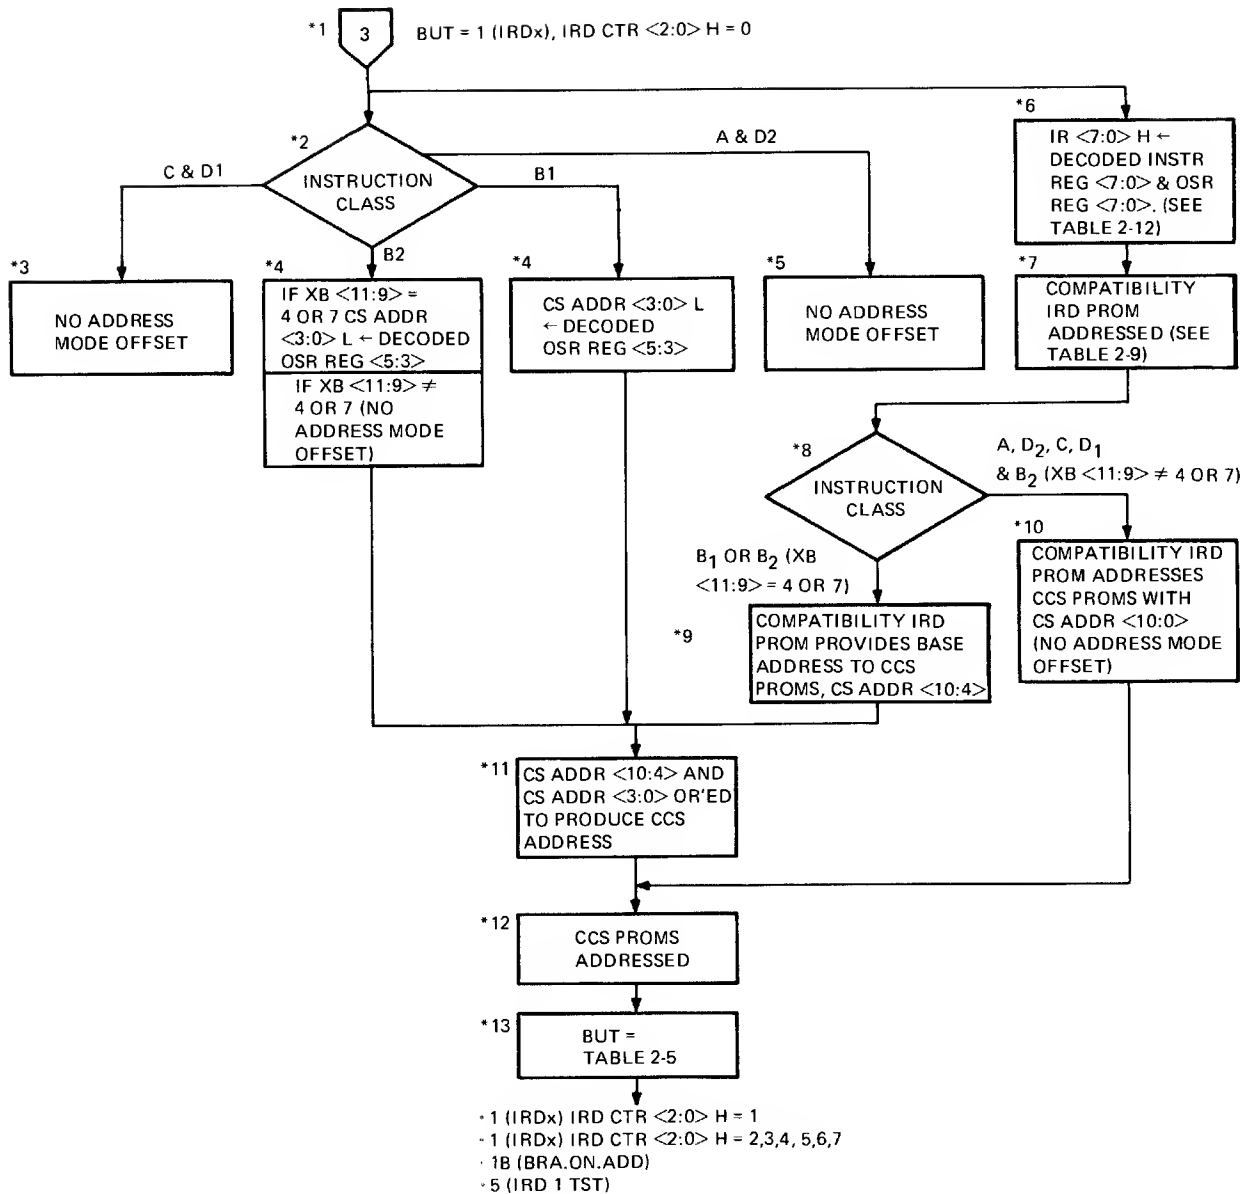 *1
3
BUT = 1 (IRDx), IRD CTR <2:0> H = 0
*2
INSTRUCTION
CLASS
C & D1
A & D2
B1
B2
*6
IR <7:0> H ←
DECODED INSTR
REG <7:0> & OSR
REG <7:0>. (SEE
TABLE 2-12)
*3
NO ADDRESS
MODE OFFSET
*4
IF XB <11:9> =
4 OR 7 CS ADDR
<3:0> L ← DECODED
OSR REG <5:3>
IF XB <11:9> ≠
4 OR 7 (NO
ADDRESS MODE
OFFSET)
*4
CS ADDR <3:0> L
← DECODED
OSR REG <5:3>
*5
NO ADDRESS
MODE OFFSET
*7
COMPATIBILITY
IRD PROM
ADDRESSED (SEE
TABLE 2-9)
*8
INSTRUCTION
CLASS
A, D2, C, D1
& B2 (XB <11:9> ≠ 4 OR 7)
B1 OR B2 (XB
<11:9> = 4 OR 7)
*9
COMPATIBILITY IRD
PROM PROVIDES BASE
ADDRESS TO CCS
PROMS, CS ADDR <10:4>
*10
COMPATIBILITY IRD
PROM ADDRESSES
CCS PROMS WITH
CS ADDR <10:0>
(NO ADDRESS MODE
OFFSET)
*11
CS ADDR <10:4> AND
CS ADDR <3:0> OR'ED
TO PRODUCE CCS
ADDRESS
*12
CCS PROMS
ADDRESSED
*13
BUT =
TABLE 2-5
· 1 (IRDx) IRD CTR <2:0> H = 1
· 1 (IRDx) IRD CTR <2:0> H = 2,3,4, 5,6,7
· 1B (BRA.ON.ADD)
· 5 (IRD 1 TST)